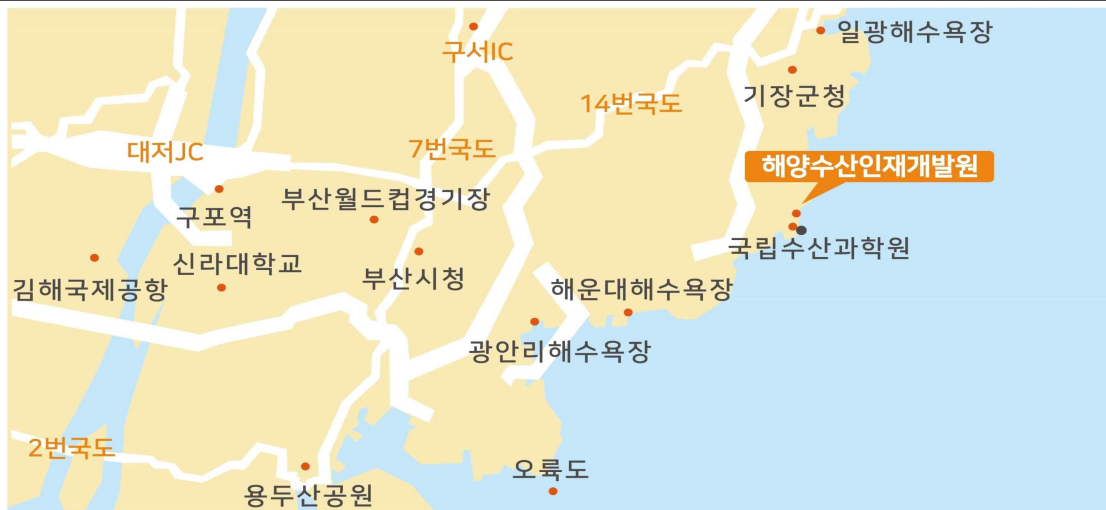 일광해수욕장
구서IC
기장군청
14번국도
대저JC
7번국도
해양수산인재개발원
부산월드컵경기장
구포역
국립수산과학원
신라대학교
부산시청
김해국제공항
해운대해수욕장
광안리해수욕장
2번국도
오륙도
용두산공원